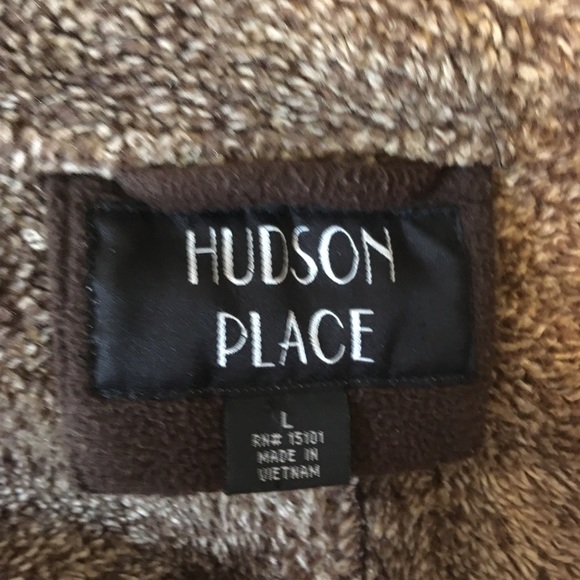 HUDSON
PLACE
L
RN# 15101
MADE IN
VIETNAM